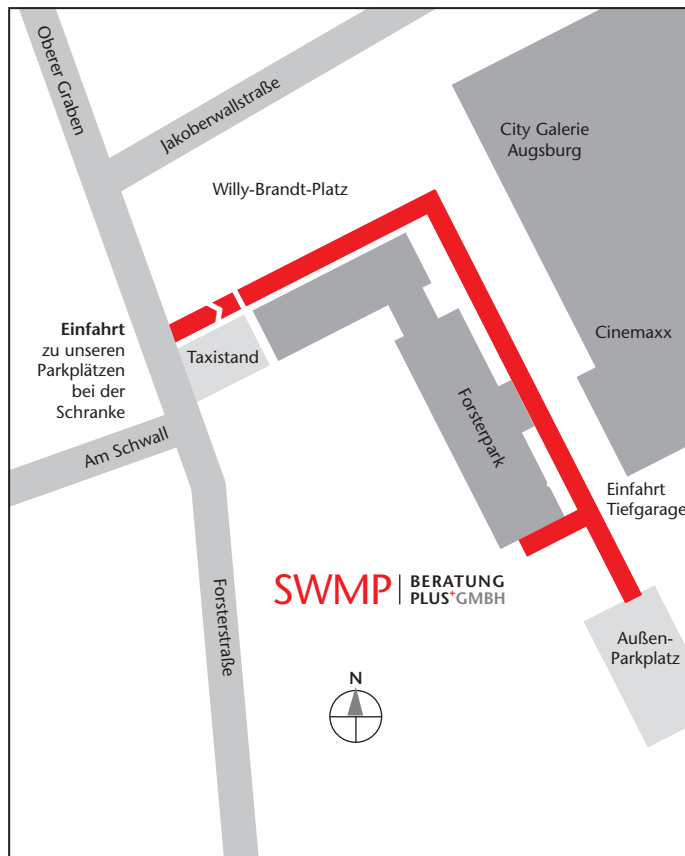 Oberer Graben
Jakoberwallstraße
City Galerie
Augsburg
Willy-Brandt-Platz
Einfahrt
zu unseren
Parkplätzen
bei der
Schranke
Taxistand
Cinemaxx
Am Schwall
Forsterpark
Einfahrt
Tiefgarage
SWMP | BERATUNG
PLUS+GMBH
Forsterstraße
Außen-
Parkplatz
N